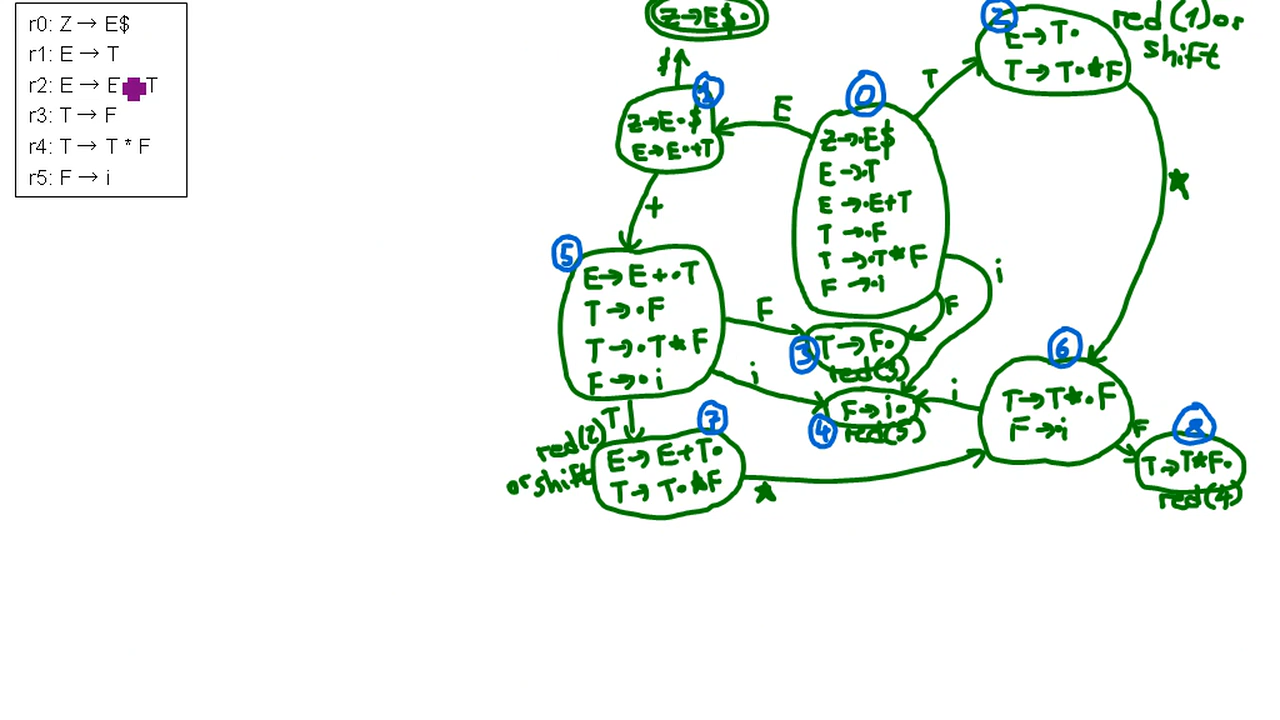 r0: Z → E$
r1: E → T
r2: E → E + T
r3: T → F
r4: T → T * F
r5: F → i
Z→E$•
$
1
Z→E•$
E→E•+T
E
0
Z→•E$
E→•T
E→•E+T
T→•F
T→•T*F
F→•i
T
2
E→T•
T→T•*F
red(1) or
shift
*
+
5
E→E+•T
T→•F
T→•T*F
F→•i
F
i
F
i
3
T→F•
red(3)
4
F→i•
red(5)
i
6
T→T*•F
F→•i
F
8
T→T*F•
red(4)
T
red(2)
or shift
7
E→E+T•
T→T•*F
*